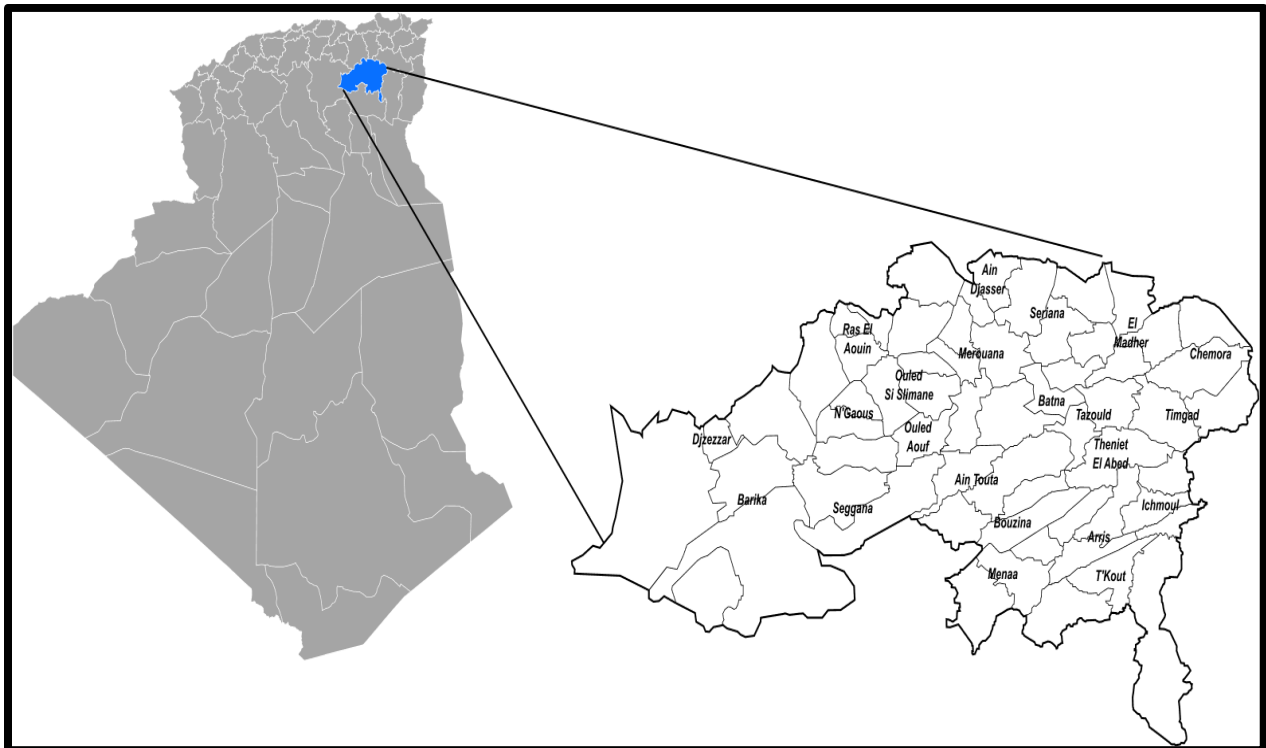 Ain
Djasser
Seriana
El
Madher
Ras El
Aouin
Merouana
Chemora
Ouled
Si Slimane
Batna
N'Gaous
Tazould
Timgad
Ouled
Aouf
Djzezzar
Theniet
El Abed
Ain Touta
Barika
Seggana
Ichmoul
Bouzina
Arris
Menaa
T'Kout